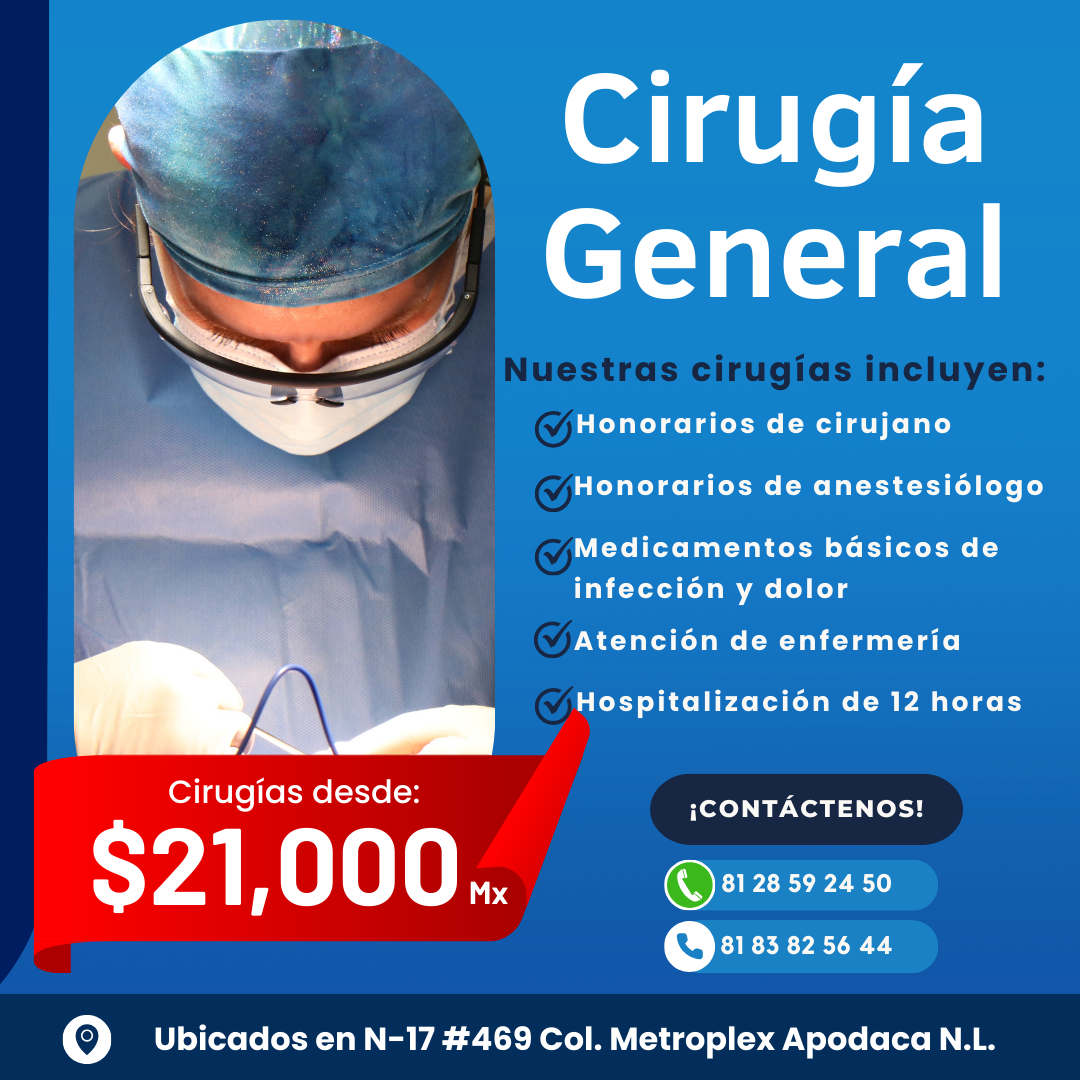 Cirugía
General
Nuestras cirugías incluyen:
Honorarios de cirujano
Honorarios de anestesiólogo
Medicamentos básicos de
infección y dolor
Atención de enfermería
Hospitalización de 12 horas
Cirugías desde:
$21,000 Mx
¡CONTÁCTENOS!
81 28 59 24 50
81 83 82 56 44
Ubicados en N-17 #469 Col. Metroplex Apodaca N.L.